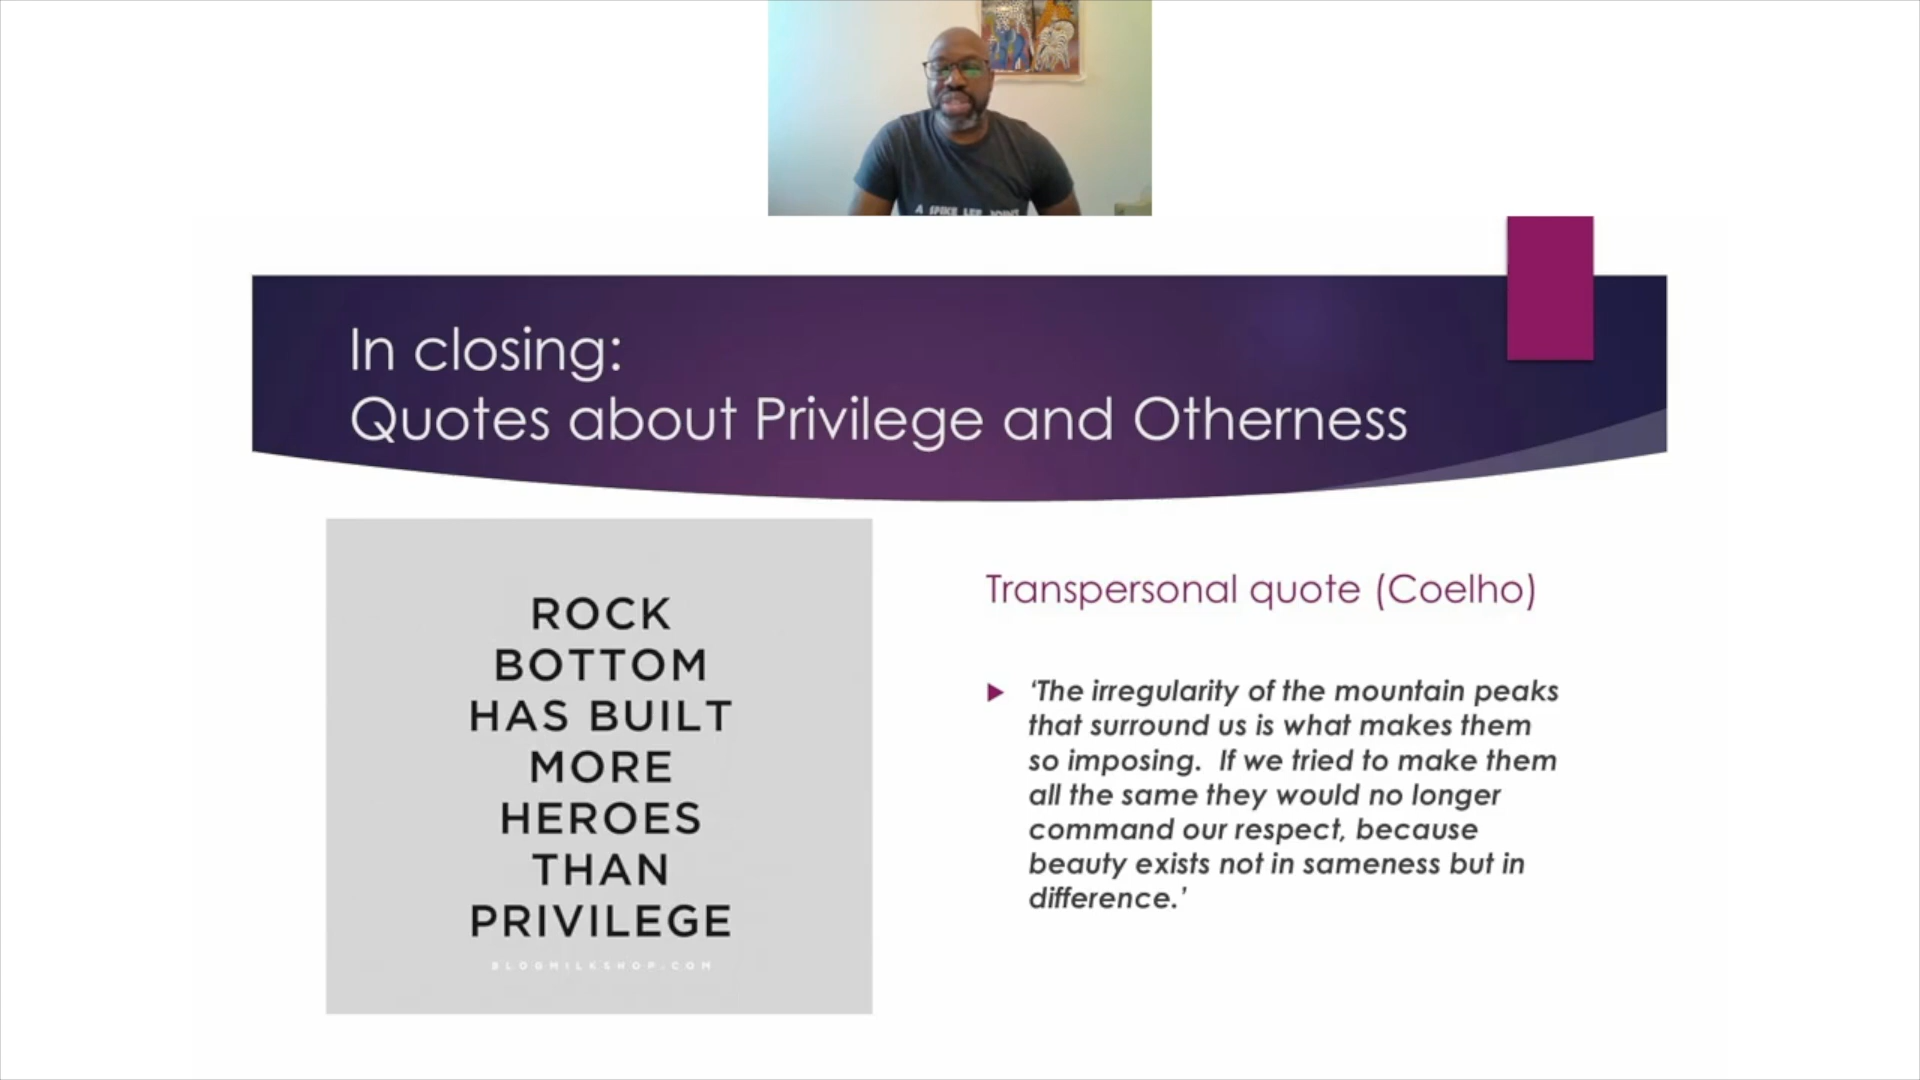 A SPIKE LEE JOINT
In closing:
Quotes about Privilege and Otherness
ROCK
BOTTOM
HAS BUILT
MORE
HEROES
THAN
PRIVILEGE
Transpersonal quote (Coelho)
‘The irregularity of the mountain peaks
that surround us is what makes them
so imposing.  If we tried to make them
all the same they would no longer
command our respect, because
beauty exists not in sameness but in
difference.’